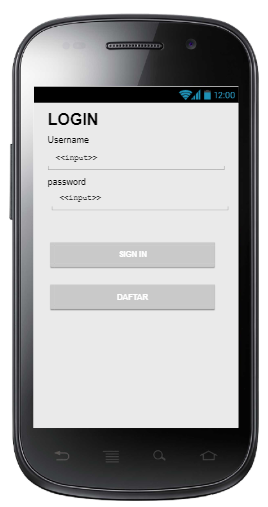 12:00
LOGIN
Username
<<input>>
password
<<input>>
SIGN IN
DAFTAR